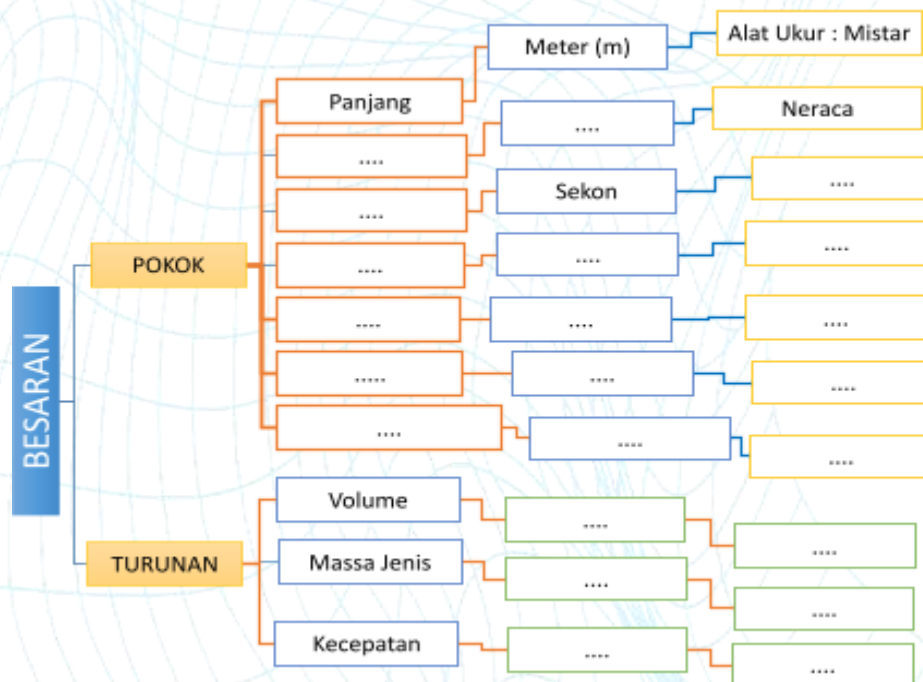 Meter (m)
Alat Ukur : Mistar
Panjang
....
Neraca
....
....
Sekon
....
POKOK
....
....
....
....
....
....
.....
....
....
....
....
....
BESARAN
Volume
....
....
TURUNAN
Massa Jenis
....
....
Kecepatan
....
....